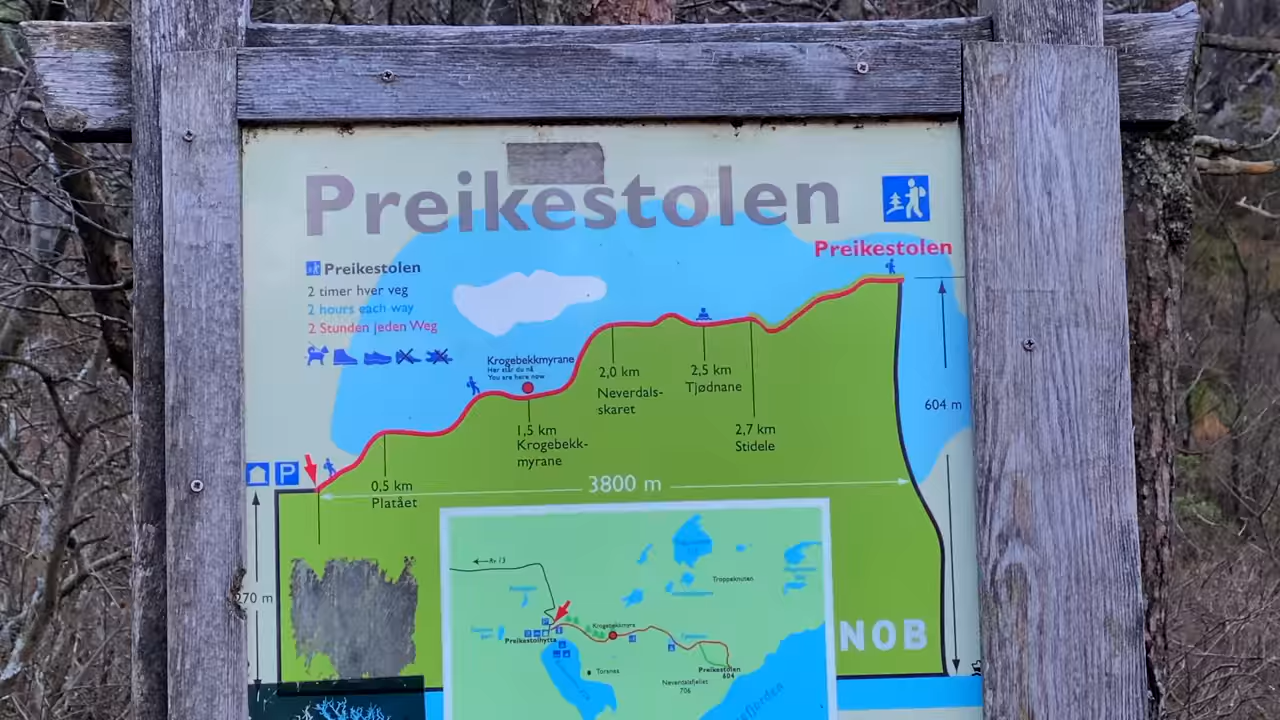 Preikestolen
Preikestolen
Preikestolen
2 timer hver veg
2 hours each way
2 Stunden jeden Weg
Krogebekkmyrane
Her står du nå
You are here now
2,0 km
Neverdals-
skaret
2,5 km
Tjødnane
1,5 km
Krogebekk-
myrane
2,7 km
Stidele
604 m
P
0,5 km
Platået
3800 m
270 m
Rv 13
Troppeknuten
Krogebekkmyra
Preikestolhytta
Torsnes
Preikestolen
604
Neverdalsfjellet
706
NOB